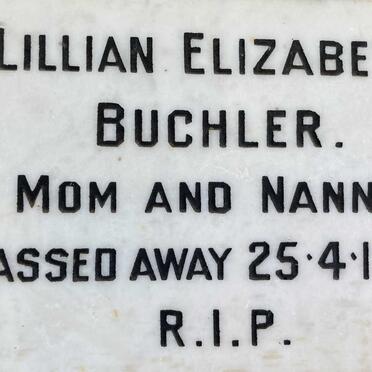 LILLIAN ELIZABE
BUCHLER.
MOM AND NANN
ASSED AWAY 25·4·1
R.I.P.